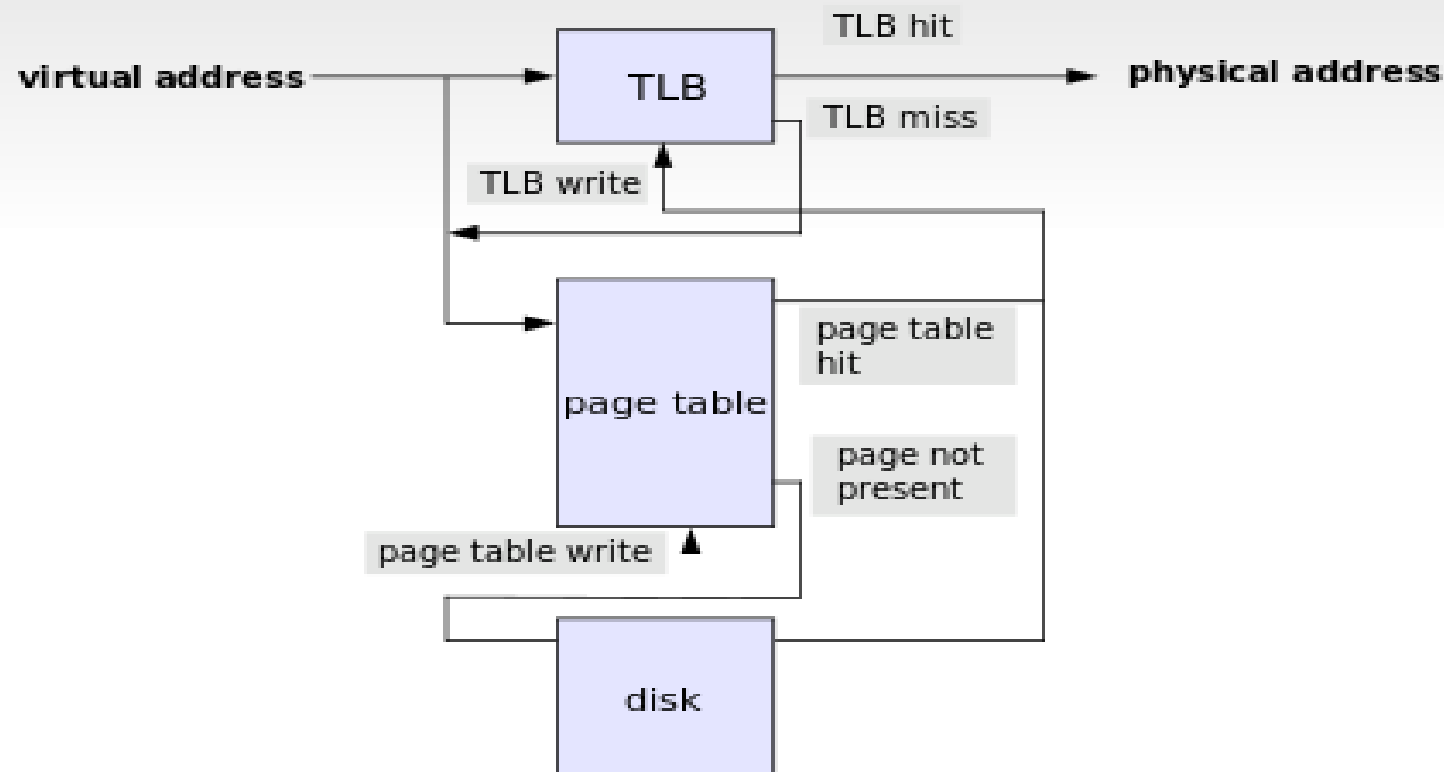 TLB hit
virtual address
TLB
physical address
TLB miss
TLB write
page table
hit
page table
page not
present
page table write
disk